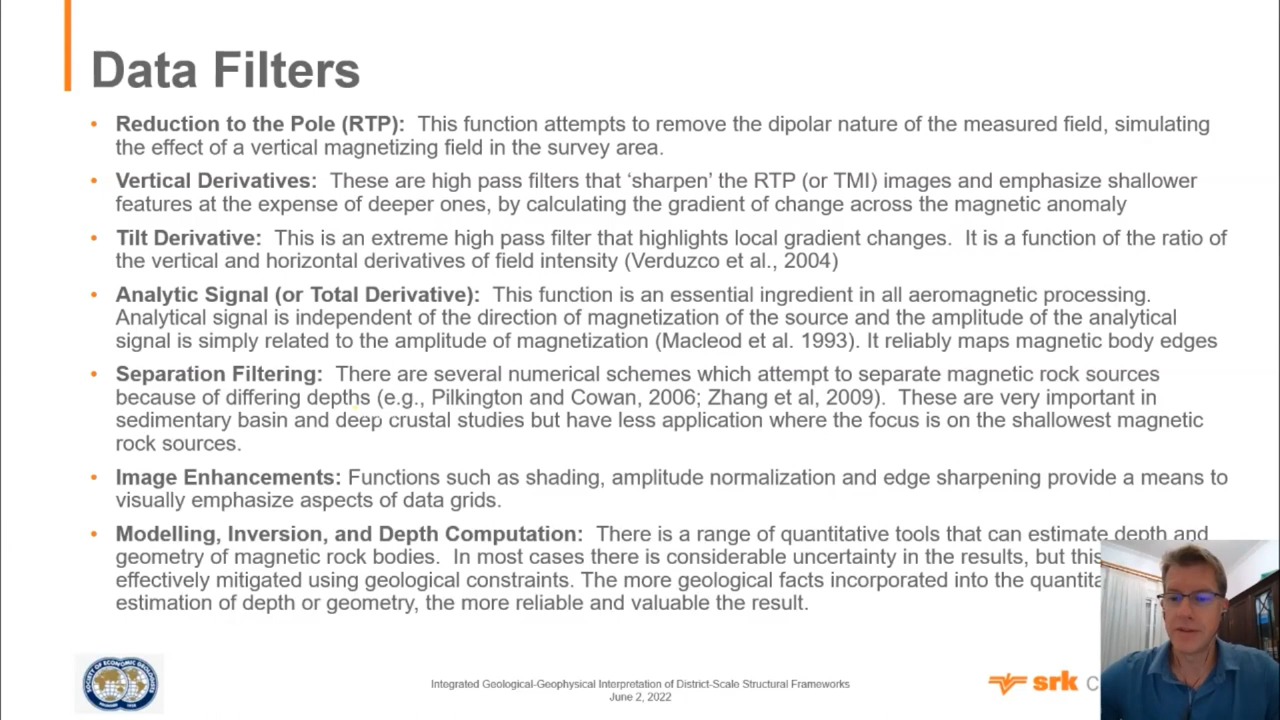 Data Filters
• Reduction to the Pole (RTP): This function attempts to remove the dipolar nature of the measured field, simulating
the effect of a vertical magnetizing field in the survey area.
• Vertical Derivatives: These are high pass filters that ‘sharpen’ the RTP (or TMI) images and emphasize shallower
features at the expense of deeper ones, by calculating the gradient of change across the magnetic anomaly
• Tilt Derivative: This is an extreme high pass filter that highlights local gradient changes. It is a function of the ratio of
the vertical and horizontal derivatives of field intensity (Verduzco et al., 2004)
• Analytic Signal (or Total Derivative): This function is an essential ingredient in all aeromagnetic processing.
Analytical signal is independent of the direction of magnetization of the source and the amplitude of the analytical
signal is simply related to the amplitude of magnetization (Macleod et al. 1993). It reliably maps magnetic body edges
• Separation Filtering: There are several numerical schemes which attempt to separate magnetic rock sources
because of differing depths (e.g., Pilkington and Cowan, 2006; Zhang et al, 2009). These are very important in
sedimentary basin and deep crustal studies but have less application where the focus is on the shallowest magnetic
rock sources.
• Image Enhancements: Functions such as shading, amplitude normalization and edge sharpening provide a means to
visually emphasize aspects of data grids.
• Modelling, Inversion, and Depth Computation: There is a range of quantitative tools that can estimate depth and
geometry of magnetic rock bodies. In most cases there is considerable uncertainty in the results, but this
effectively mitigated using geological constraints. The more geological facts incorporated into the
estimation of depth or geometry, the more reliable and valuable the result.
SOCIETY OF ECONOMIC GEOLOGISTS
Integrated Geological-Geophysical Interpretation of District-Scale Structural Frameworks
June 2, 2022
srk